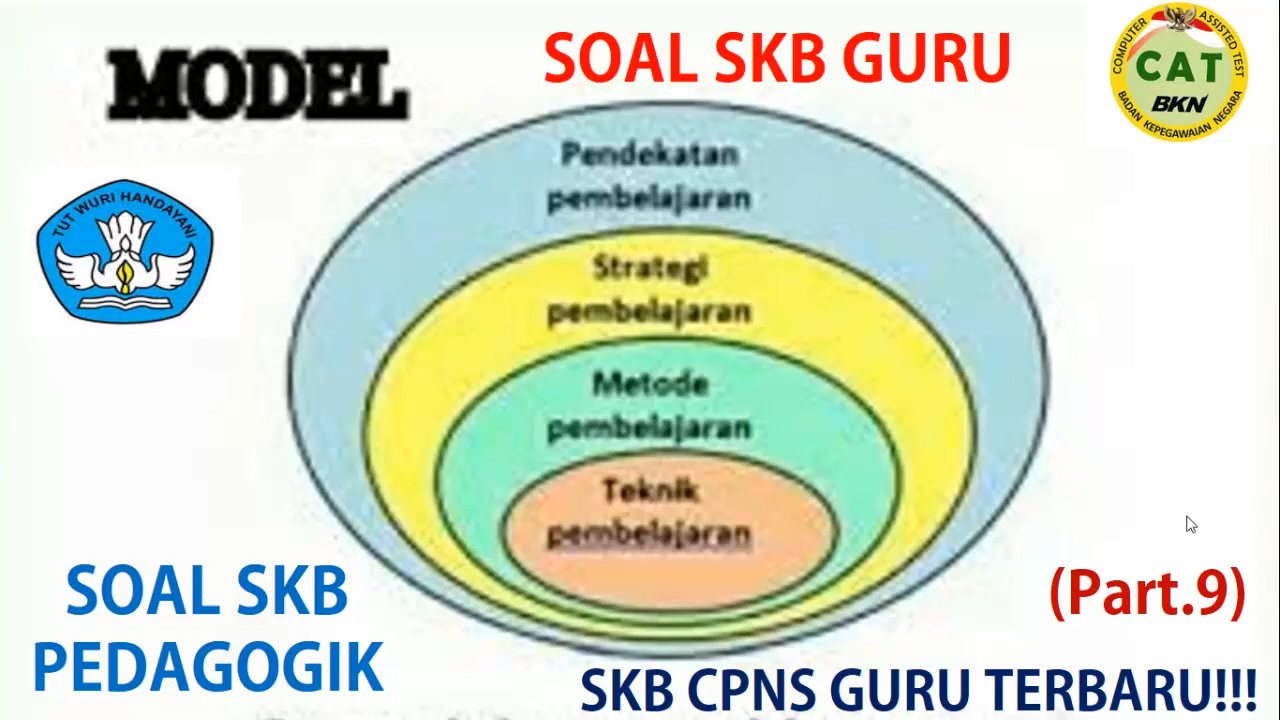 MODEL
SOAL SKB GURU
COMPUTER ASSISTED TEST
CAT
BKN
BADAN KEPEGAWAIAN NEGARA
TUT WURI HANDAYANI
Pendekatan
pembelajaran
Strategi
pembelajaran
Metode
pembelajaran
Teknik
pembelajaran
SOAL SKB
PEDAGOGIK
(Part.9)
SKB CPNS GURU TERBARU!!!